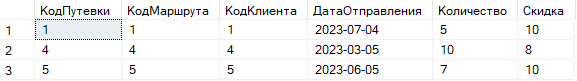 КодПутевки КодМаршрута КодКлиента ДатаОтправления Количество Скидка
1 1 1 1 2023-07-04 5 10
2 4 4 4 2023-03-05 10 8
3 5 5 5 2023-06-05 7 10